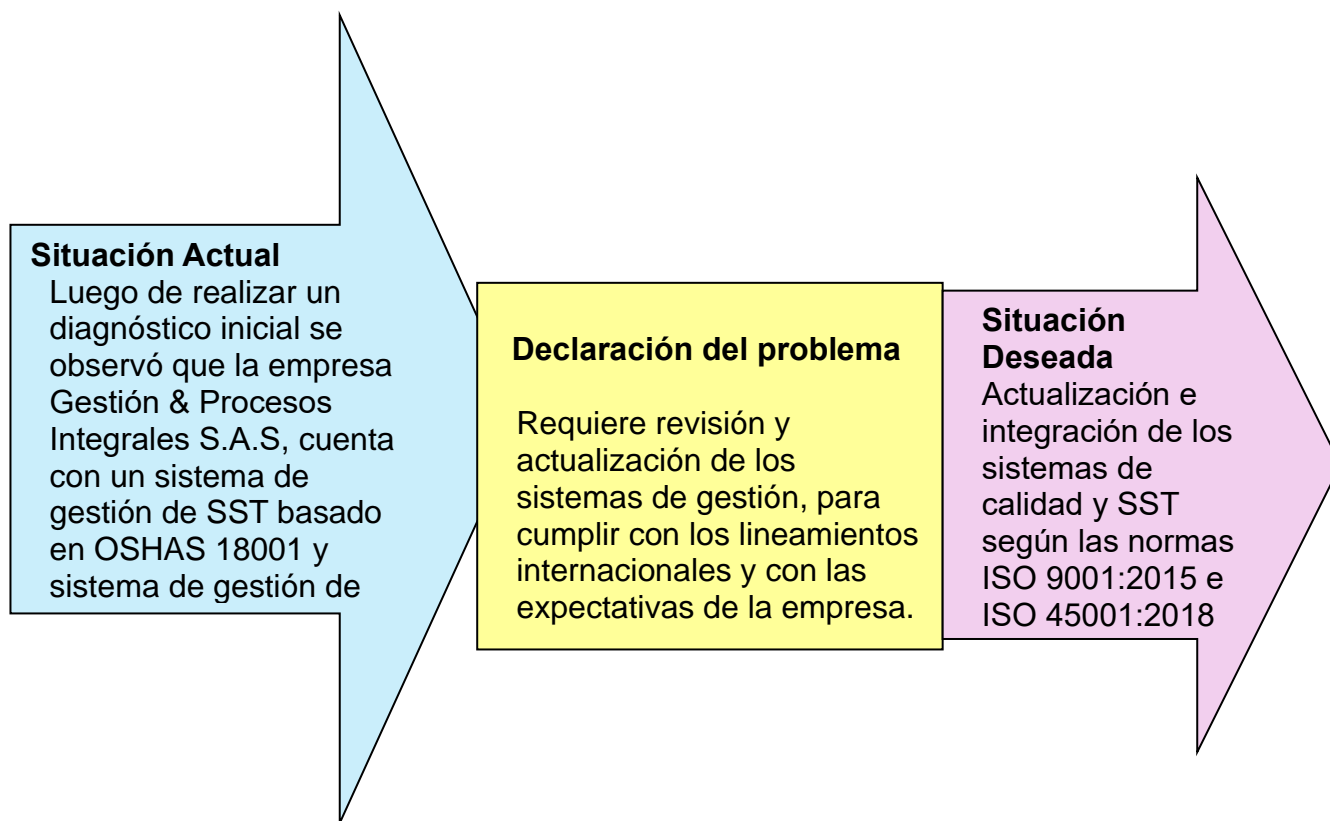 Situación Actual
Luego de realizar un
diagnóstico inicial se
observó que la empresa
Gestión & Procesos
Integrales S.A.S, cuenta
con un sistema de
gestión de SST basado
en OSHAS 18001 y
sistema de gestión de
Declaración del problema
Requiere revisión y
actualización de los
sistemas de gestión, para
cumplir con los lineamientos
internacionales y con las
expectativas de la empresa.
Situación
Deseada
Actualización e
integración de los
sistemas de
calidad y SST
según las normas
ISO 9001:2015 e
ISO 45001:2018